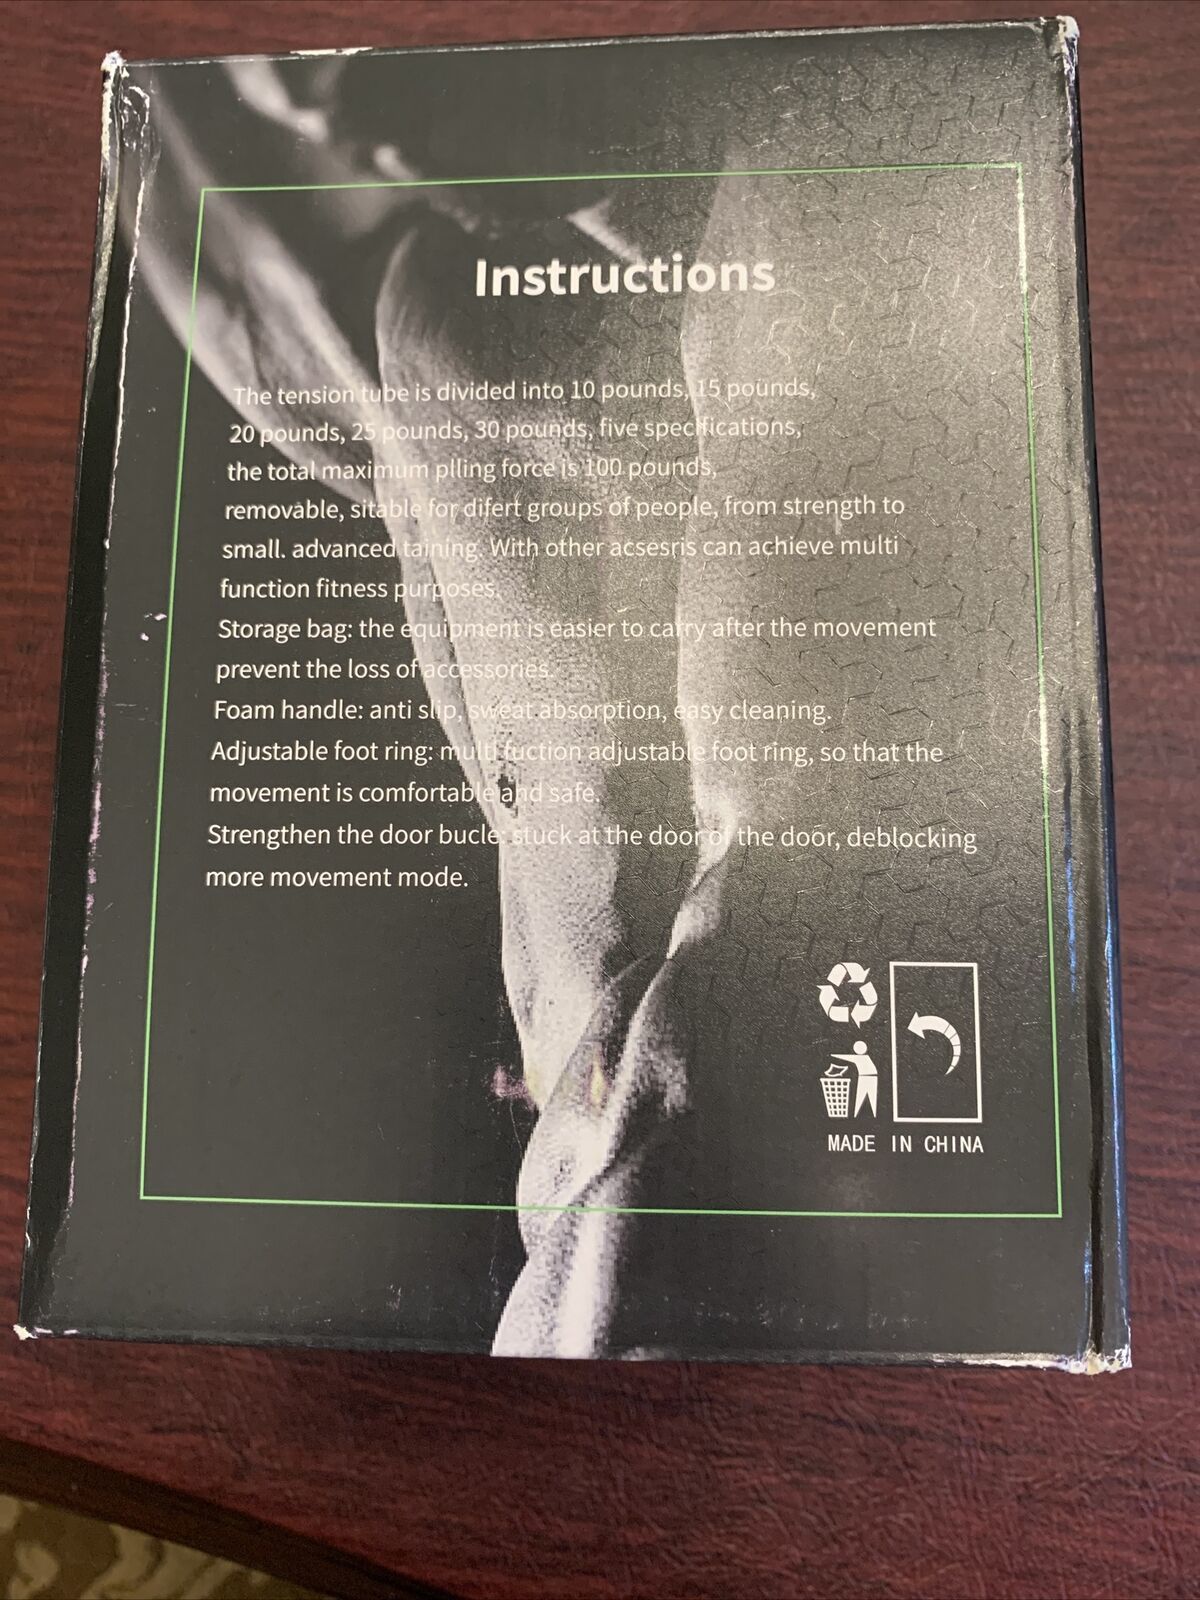 Instructions
The tension tube is divided into 10 pounds, 15 pounds,
20 pounds, 25 pounds, 30 pounds, five specifications,
the total maximum plling force is 100 pounds,
removable, sitable for difert groups of people, from strength to
small. advanced taining. With other acsesris can achieve multi
function fitness purposes.
Storage bag: the equipment is easier to carry after the movement
prevent the loss of accessories.
Foam handle: anti slip, sweat absorption, easy cleaning.
Adjustable foot ring: multi fuction adjustable foot ring, so that the
movement is comfortable and safe.
Strengthen the door bucle: stuck at the door of the door, deblocking
more movement mode.
MADE IN CHINA